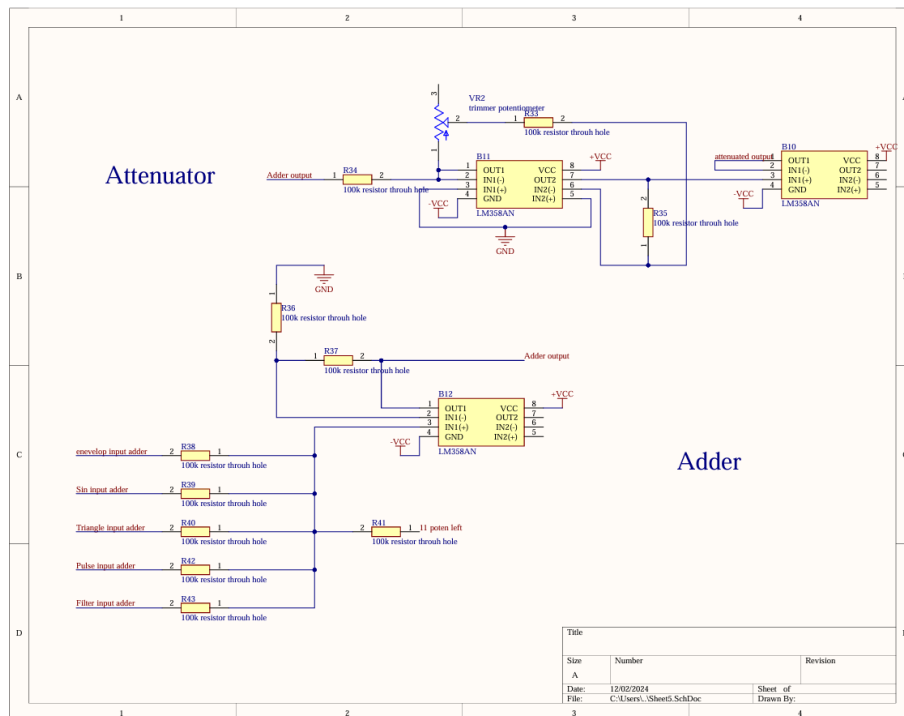 1 2 3 4
A
3
VR2
trimmer potentiometer
2
1 R33 2
100k resistor throuh hole
1
Attenuator
Adder output 1 R34 2
100k resistor throuh hole
B11
1 OUT1 VCC 8 +VCC
2 IN1(-) OUT2 7
3 IN1(+) IN2(-) 6
4 GND IN2(+) 5
-VCC
LM358AN
GND
2
R35
100k resistor throuh hole
1
B10
attenuated output 1 OUT1 VCC 8 +VCC
2 IN1(-) OUT2 7
3 IN1(+) IN2(-) 6
4 GND IN2(+) 5
-VCC
LM358AN
B
GND
1
R36
100k resistor throuh hole
2
1 R37 2
100k resistor throuh hole
Adder output
B12
1 OUT1 VCC 8 +VCC
2 IN1(-) OUT2 7
3 IN1(+) IN2(-) 6
4 GND IN2(+) 5
-VCC
LM358AN
Adder
C
enevelop input adder 2 R38 1
100k resistor throuh hole
Sin input adder 2 R39 1
100k resistor throuh hole
Triangle input adder 2 R40 1
100k resistor throuh hole
2 R41 1 11 poten left
100k resistor throuh hole
Pulse input adder 2 R42 1
100k resistor throuh hole
Filter input adder 2 R43 1
100k resistor throuh hole
D
Title
Size Number Revision
A
Date: 12/02/2024 Sheet of
File: C:\Users\..\Sheet5.SchDoc Drawn By:
1 2 3 4